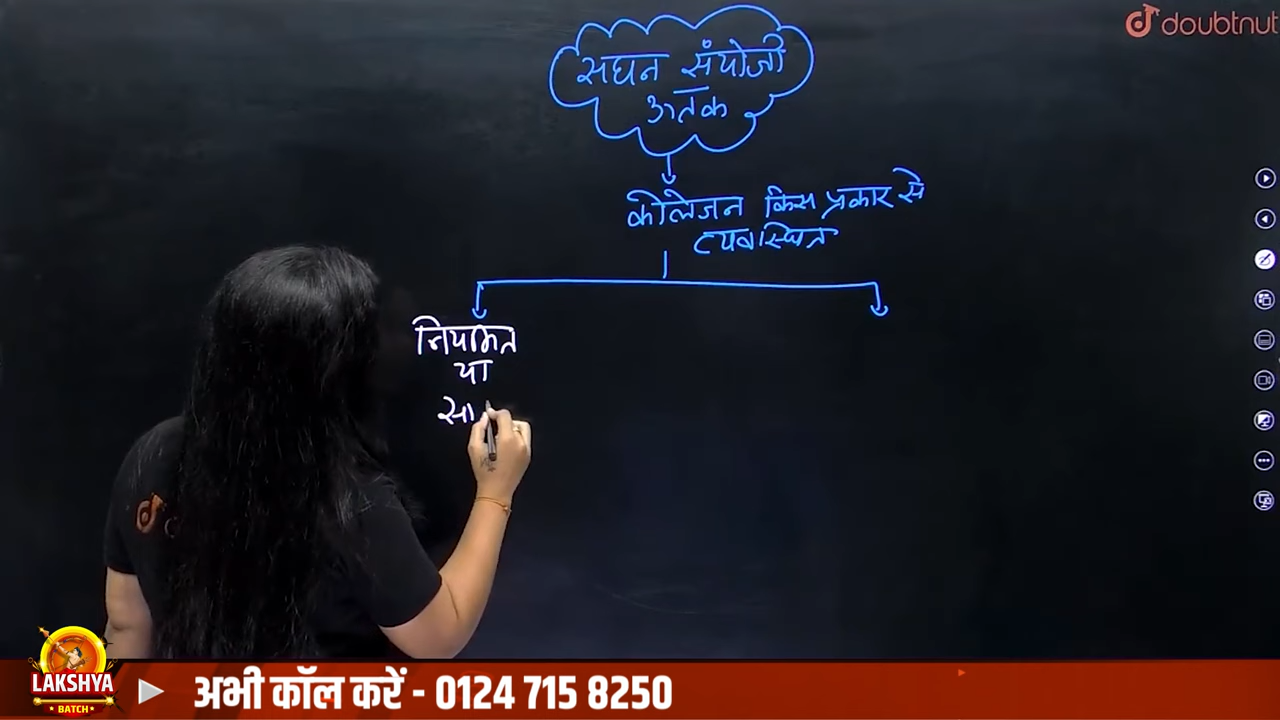 doubtnut
सघन संयोजी
ऊतक
कोलेजन किस प्रकार से
व्यवस्थित
नियमित
या
सा
LAKSHYA
BATCH
अभी कॉल करें - 0124 715 8250